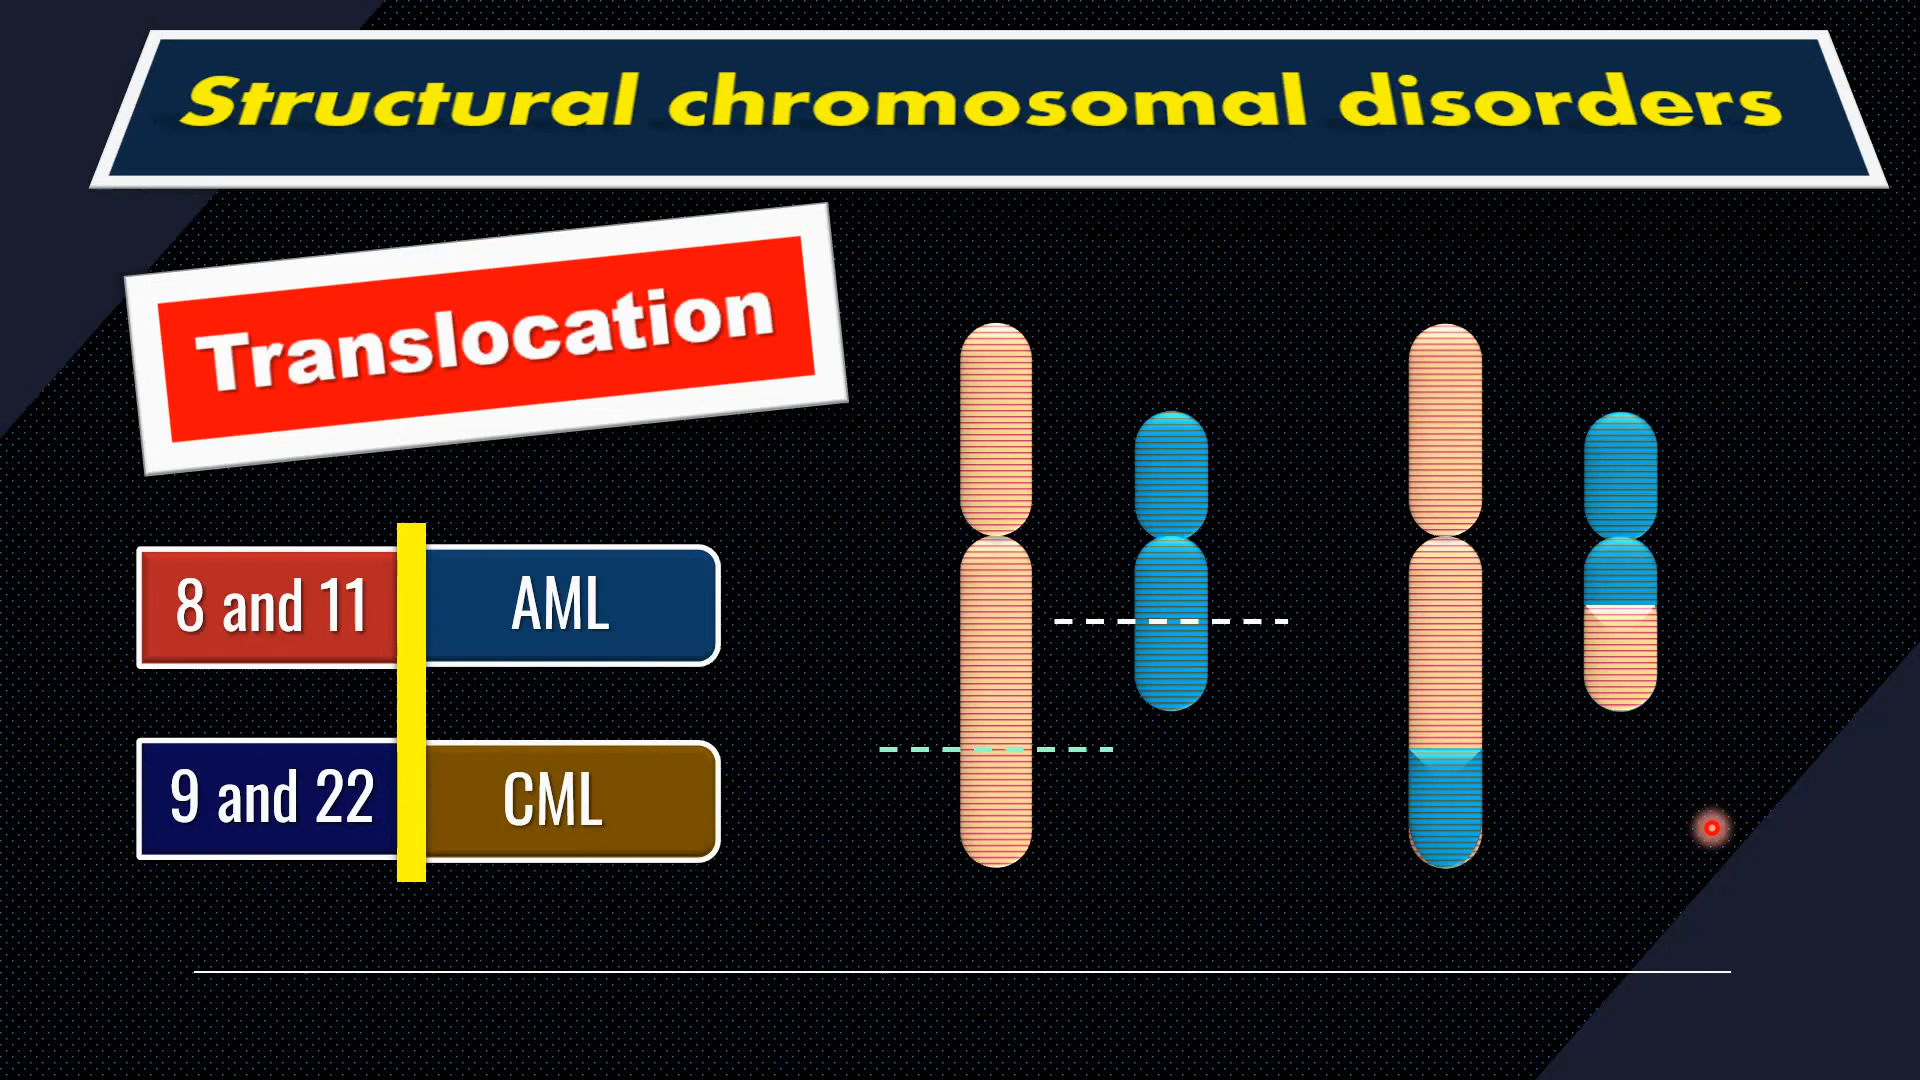 Structural chromosomal disorders
Translocation
8 and 11
AML
9 and 22
CML